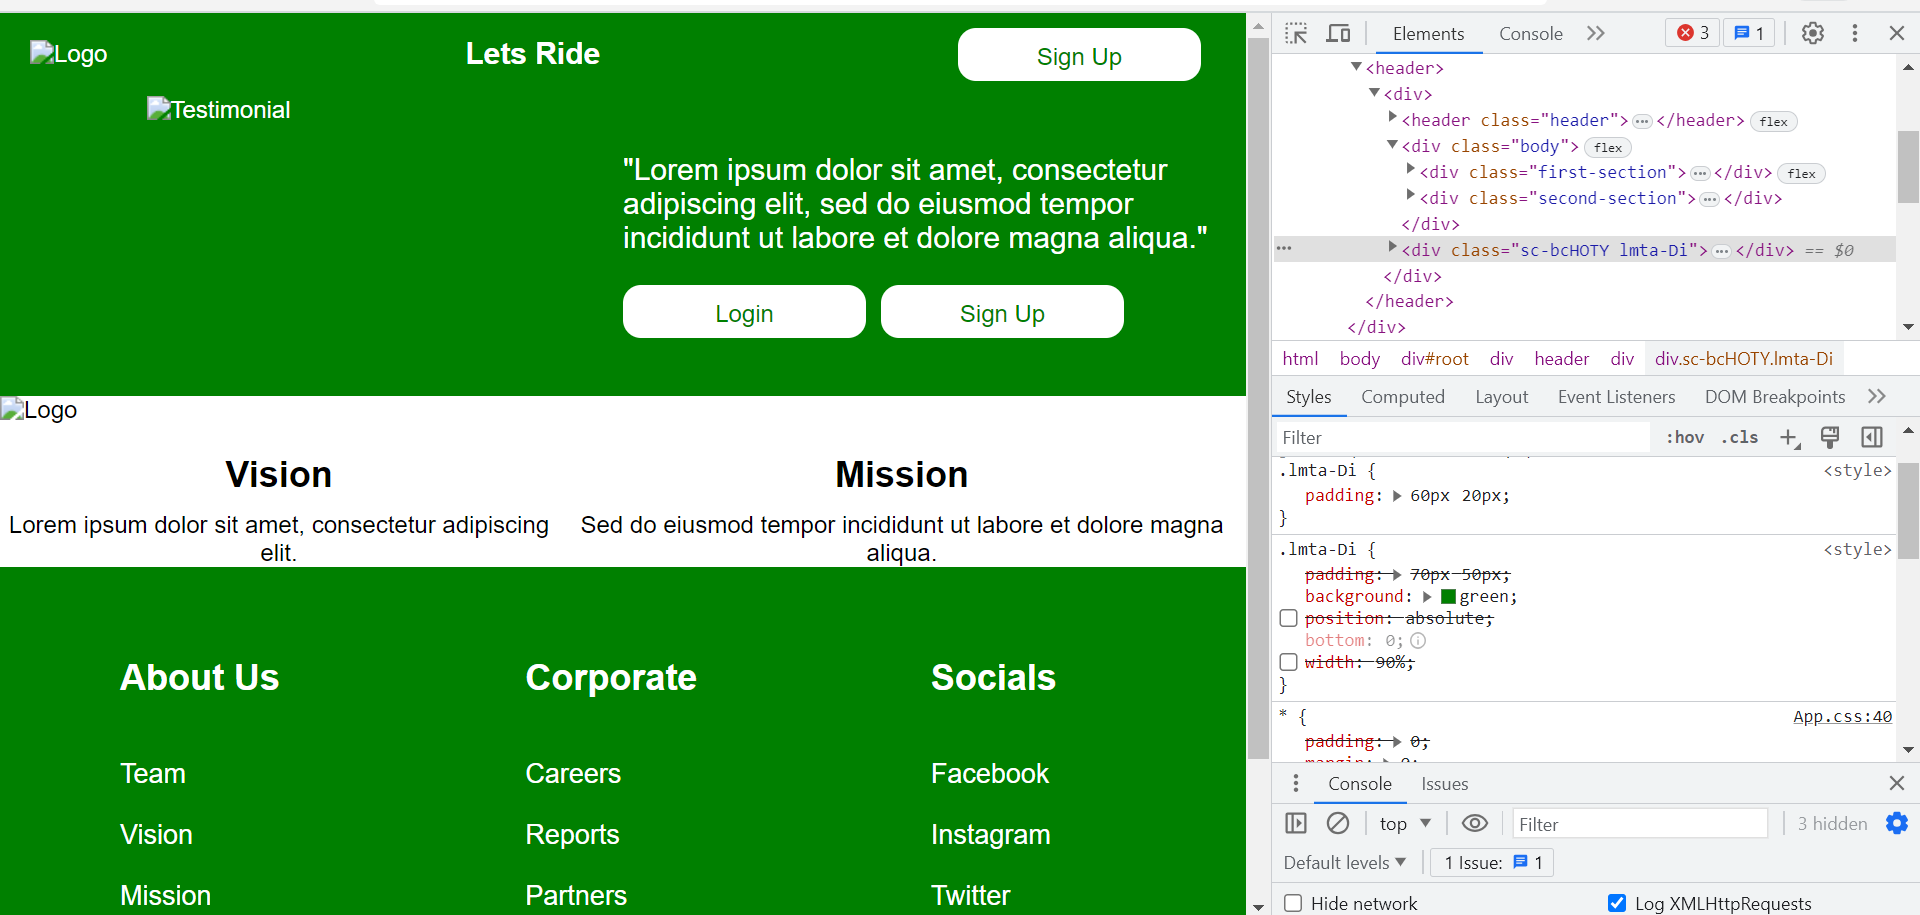 Logo
Lets Ride
Sign Up
Testimonial
"Lorem ipsum dolor sit amet, consectetur
adipiscing elit, sed do eiusmod tempor
incididunt ut labore et dolore magna aliqua."
Login
Sign Up
Logo
Vision
Mission
Lorem ipsum dolor sit amet, consectetur adipiscing
elit.
Sed do eiusmod tempor incididunt ut labore et dolore magna
aliqua.
About Us
Corporate
Socials
Team
Careers
Facebook
Vision
Reports
Instagram
Mission
Partners
Twitter
Elements Console 3 1
<header>
<div>
<header class="header">…</header> flex
<div class="body"> flex
<div class="first-section">…</div> flex
<div class="second-section">…</div>
</div>
… <div class="sc-bcHOTY lmta-Di">…</div> == $0
</div>
</header>
</div>
html body div#root div header div div.sc-bcHOTY.lmta-Di
Styles Computed Layout Event Listeners DOM Breakpoints
Filter :hov .cls
.lmta-Di { <style>
padding: 60px 20px;
}
.lmta-Di { <style>
padding: 70px 50px;
background: green;
position: absolute;
bottom: 0;
width: 90%;
}
* { App.css:40
padding: 0;
margin: 0;
Console Issues
top Filter 3 hidden
Default levels 1 Issue: 1
Hide network Log XMLHttpRequests